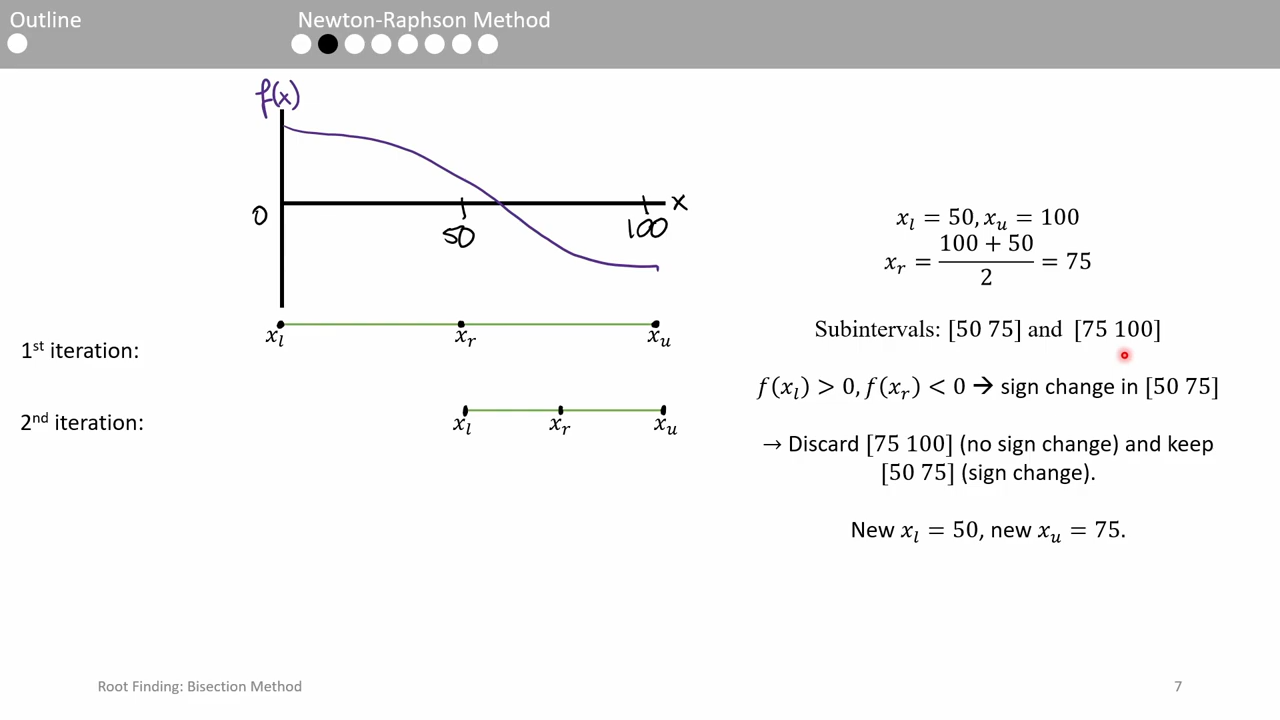 Outline
Newton-Raphson Method
f(x)
0
50
100
x
x_l
x_r
x_u
1st iteration:
x_l
x_r
x_u
2nd iteration:
x_l = 50, x_u = 100
x_r = (100 + 50)/2 = 75
Subintervals: [50 75] and [75 100]
f(x_l) > 0, f(x_r) < 0 → sign change in [50 75]
→ Discard [75 100] (no sign change) and keep
[50 75] (sign change).
New x_l = 50, new x_u = 75.
Root Finding: Bisection Method
7